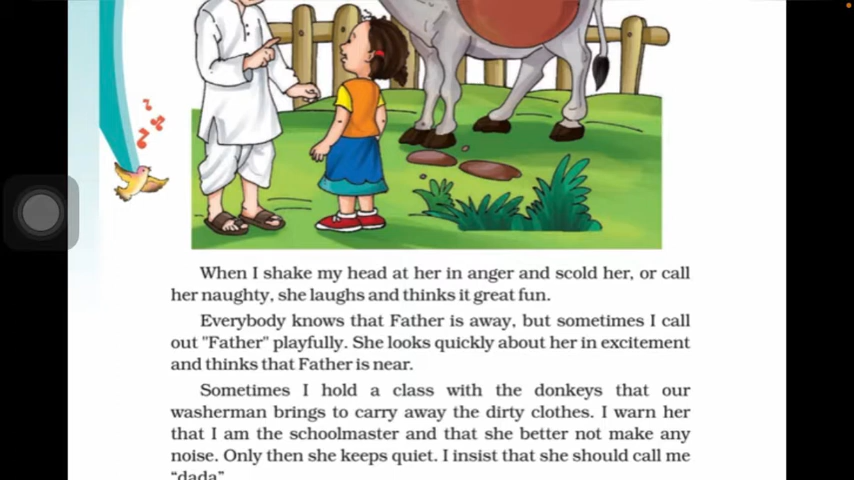 When I shake my head at her in anger and scold her, or call
her naughty, she laughs and thinks it great fun.
Everybody knows that Father is away, but sometimes I call
out "Father" playfully. She looks quickly about her in excitement
and thinks that Father is near.
Sometimes I hold a class with the donkeys that our
washerman brings to carry away the dirty clothes. I warn her
that I am the schoolmaster and that she better not make any
noise. Only then she keeps quiet. I insist that she should call me
“dada”